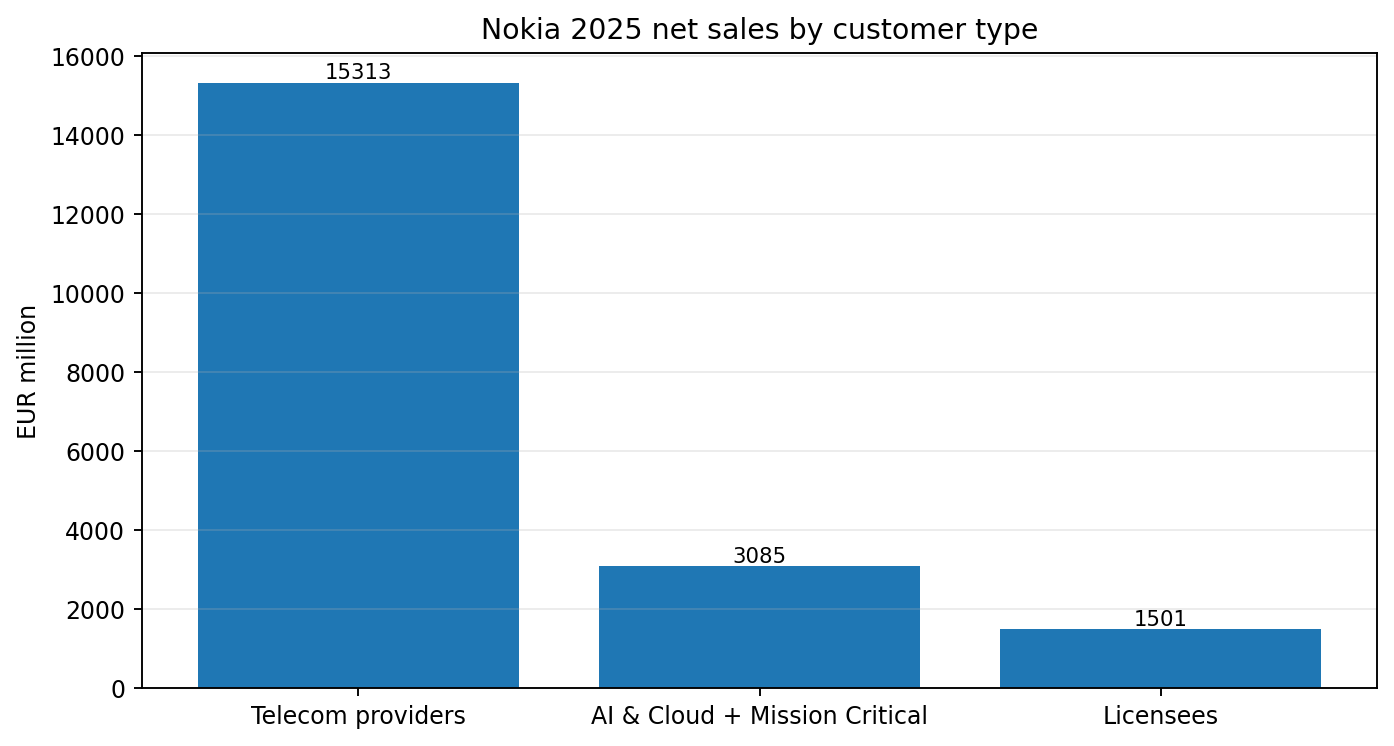 Nokia 2025 net sales by customer type
EUR million
16000
14000
12000
10000
8000
6000
4000
2000
0
15313
3085
1501
Telecom providers
AI & Cloud + Mission Critical
Licensees